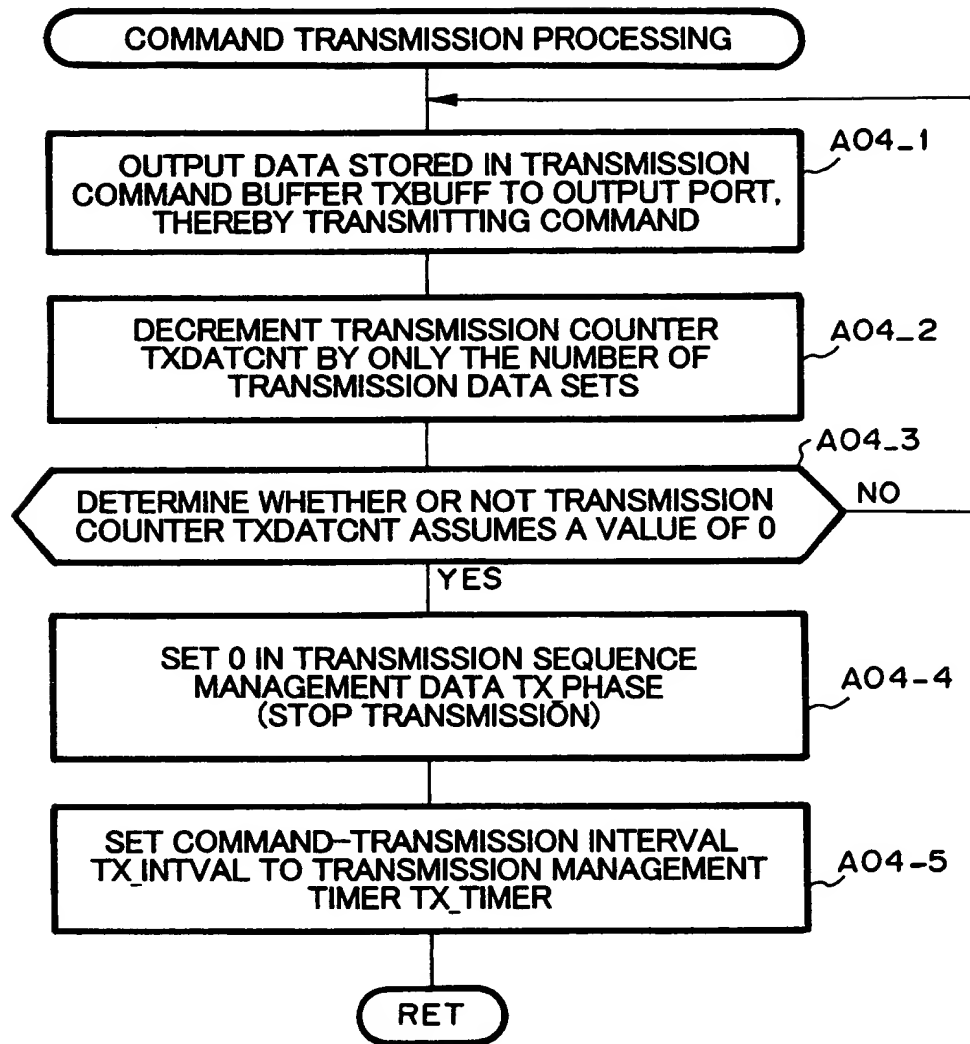 COMMAND TRANSMISSION PROCESSING
A04_1
OUTPUT DATA STORED IN TRANSMISSION
COMMAND BUFFER TXBUFF TO OUTPUT PORT,
THEREBY TRANSMITTING COMMAND
A04_2
DECREMENT TRANSMISSION COUNTER
TXDATCNT BY ONLY THE NUMBER OF
TRANSMISSION DATA SETS
A04_3
DETERMINE WHETHER OR NOT TRANSMISSION
COUNTER TXDATCNT ASSUMES A VALUE OF 0
NO
YES
SET 0 IN TRANSMISSION SEQUENCE
MANAGEMENT DATA TX_PHASE
(STOP TRANSMISSION)
A04-4
SET COMMAND-TRANSMISSION INTERVAL
TX_INTVAL TO TRANSMISSION MANAGEMENT
TIMER TX_TIMER
A04-5
RET